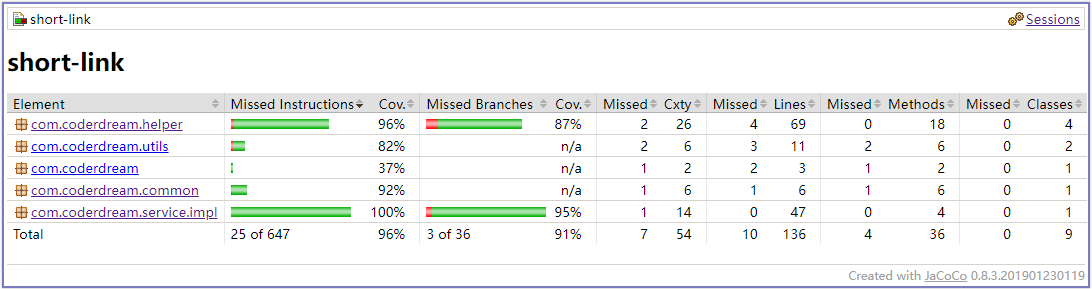 short-link Sessions
short-link
Element Missed Instructions Cov. Missed Branches Cov. Missed Cxty Missed Lines Missed Methods Missed Classes
com.coderdream.helper 96% 87% 2 26 4 69 0 18 0 4
com.coderdream.utils 82% n/a 2 6 3 11 2 6 0 2
com.coderdream 37% n/a 1 2 2 3 1 2 0 1
com.coderdream.common 92% n/a 1 6 1 6 1 6 0 1
com.coderdream.service.impl 100% 95% 1 14 0 47 0 4 0 1
Total 25 of 647 96% 3 of 36 91% 7 54 10 136 4 36 0 9
Created with JaCoCo 0.8.3.201901230119